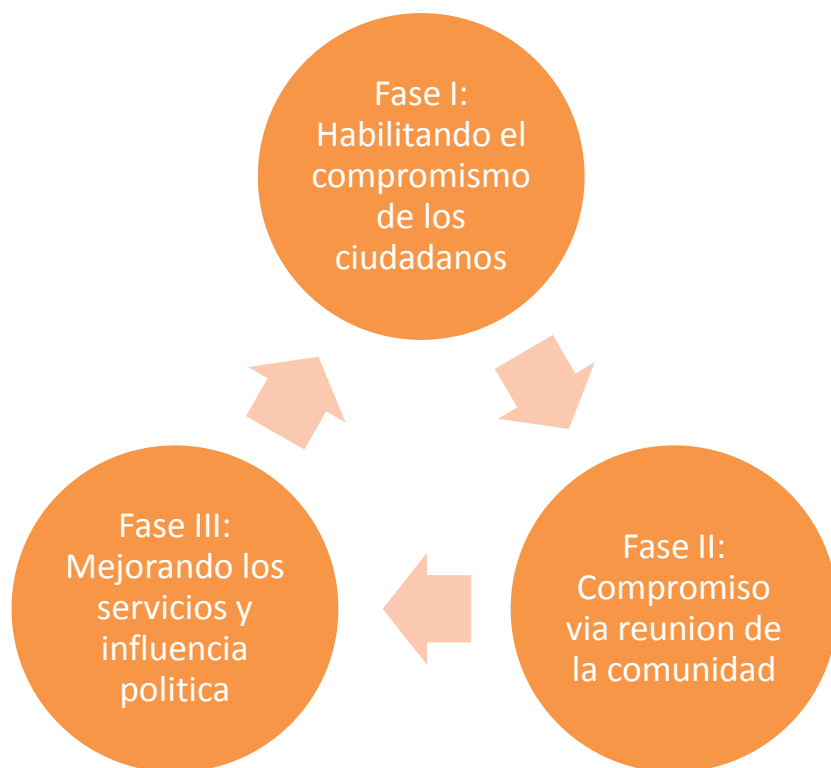 Fase I:
Habilitando el
compromismo
de los
ciudadanos
Fase II:
Compromiso
via reunion de
la comunidad
Fase III:
Mejorando los
servicios y
influencia
politica